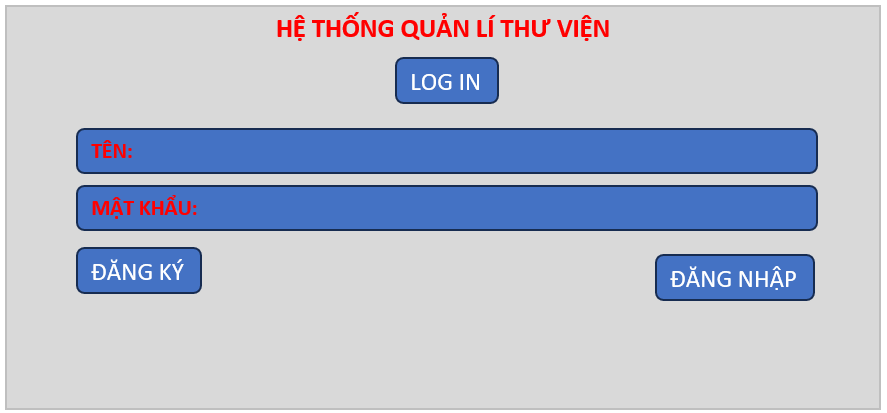 HỆ THỐNG QUẢN LÍ THƯ VIỆN
LOG IN
TÊN:
MẬT KHẨU:
ĐĂNG KÝ
ĐĂNG NHẬP